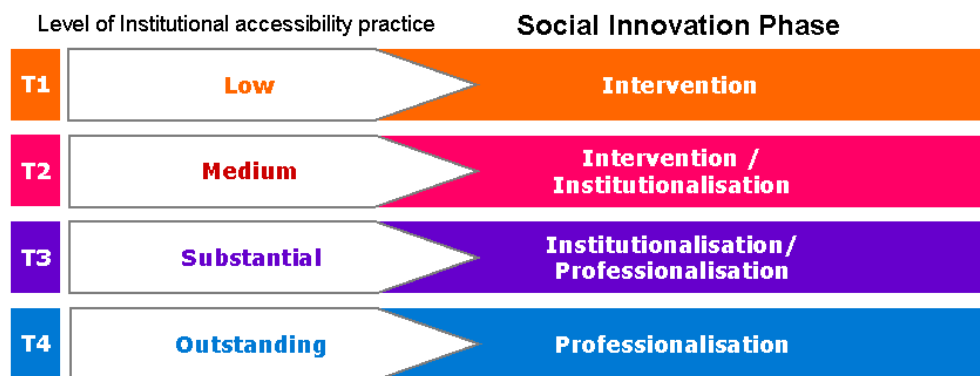 Level of Institutional accessibility practice
Social Innovation Phase
T1
Low
Intervention
T2
Medium
Intervention /
Institutionalisation
T3
Substantial
Institutionalisation/
Professionalisation
T4
Outstanding
Professionalisation